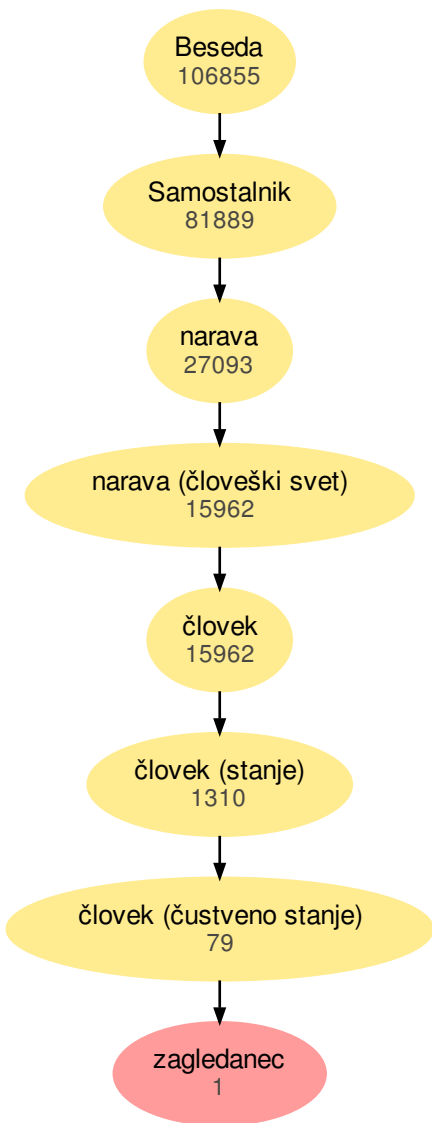 Beseda
106855
Samostalnik
81889
narava
27093
narava (človeški svet)
15962
človek
15962
človek (stanje)
1310
človek (čustveno stanje)
79
zagledanec
1